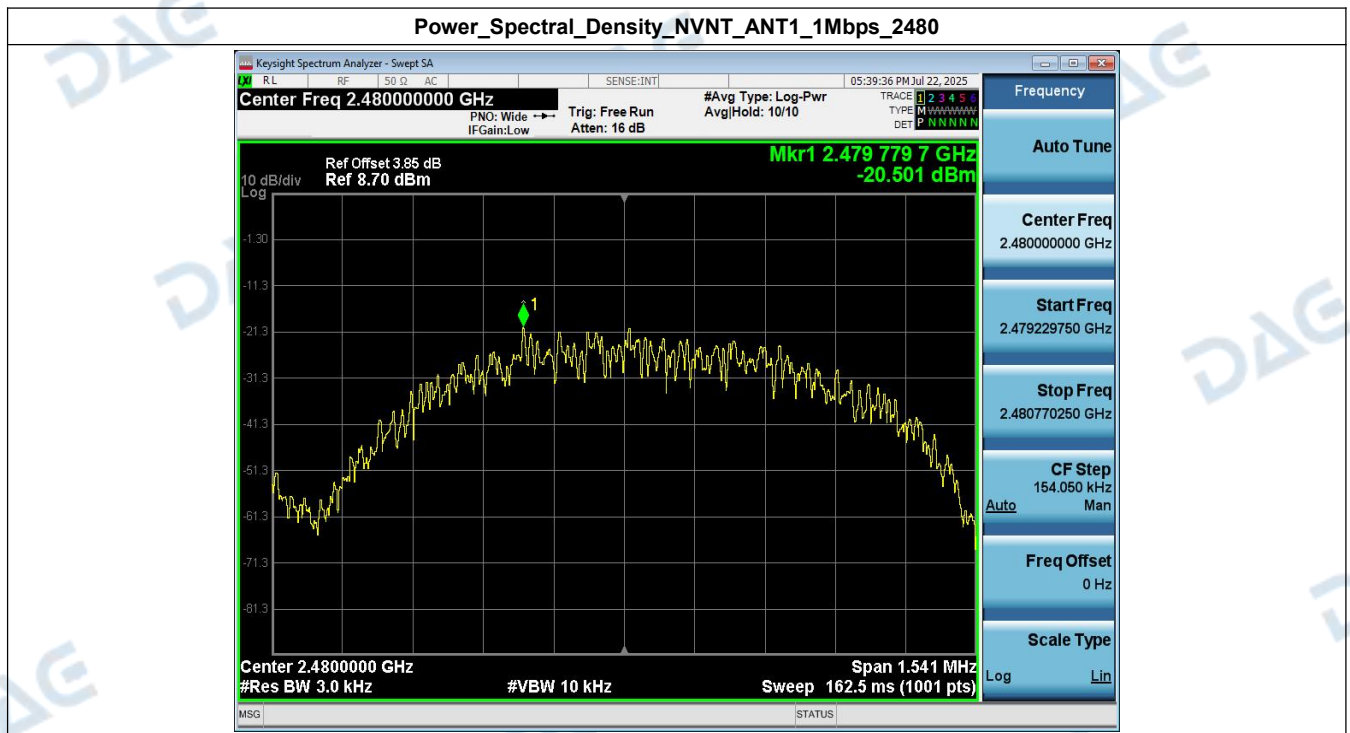 Power_Spectral_Density_NVNT_ANT1_1Mbps_2480
Keysight Spectrum Analyzer - Swept SA
LXI RL RF 50 Ω AC SENSE:INT 05:39:36 PM Jul 22, 2025
Center Freq 2.480000000 GHz
PNO: Wide
IFGain:Low
Trig: Free Run
Atten: 16 dB
#Avg Type: Log-Pwr
Avg|Hold: 10/10
TRACE 1 2 3 4 5 6
TYPE M WWWWW
DET P N N N N N
Mkr1 2.479 779 7 GHz
-20.501 dBm
Ref Offset 3.85 dB
10 dB/div Ref 8.70 dBm
Log
-1.30
-11.3
1
-21.3
-31.3
-41.3
-51.3
-61.3
-71.3
-81.3
Center 2.4800000 GHz
Span 1.541 MHz
#Res BW 3.0 kHz
#VBW 10 kHz
Sweep 162.5 ms (1001 pts)
MSG
STATUS
Frequency
Auto Tune
Center Freq
2.480000000 GHz
Start Freq
2.479229750 GHz
Stop Freq
2.480770250 GHz
CF Step
154.050 kHz
Auto Man
Freq Offset
0 Hz
Scale Type
Log Lin
DAG
DAG
DAG